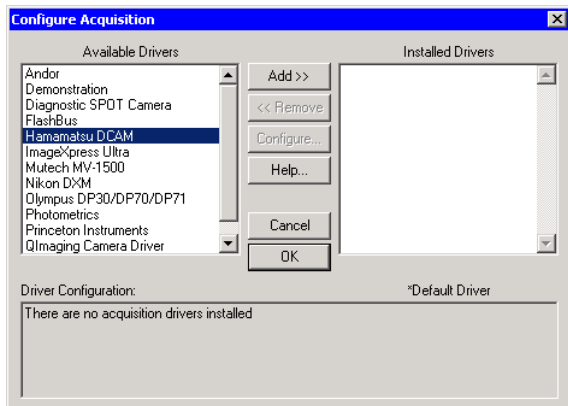 Configure Acquisition
Available Drivers
Installed Drivers
Andor
Demonstration
Diagnostic SPOT Camera
FlashBus
Hamamatsu DCAM
ImageXpress Ultra
Mutech MV-1500
Nikon DXM
Olympus DP30/DP70/DP71
Photometrics
Princeton Instruments
QImaging Camera Driver
Add >>
<< Remove
Configure...
Help...
Cancel
OK
Driver Configuration:
*Default Driver
There are no acquisition drivers installed